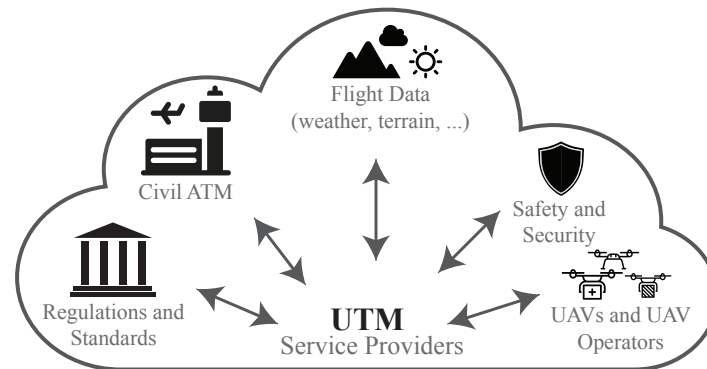 Flight Data
(weather, terrain, ...)
Civil ATM
Safety and
Security
Regulations and
Standards
UTM
Service Providers
UAVs and UAV
Operators